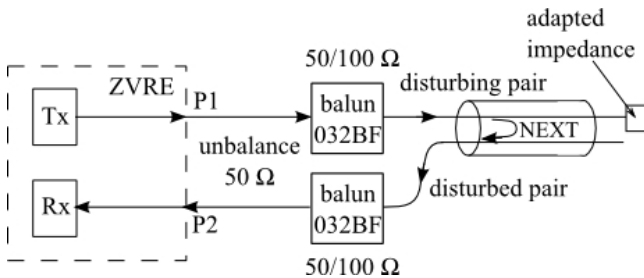 adapted
impedance
50/100 Ω
ZVRE
disturbing pair
Tx
P1
balun
032BF
NEXT
unbalance
50 Ω
Rx
P2
balun
032BF
disturbed pair
50/100 Ω